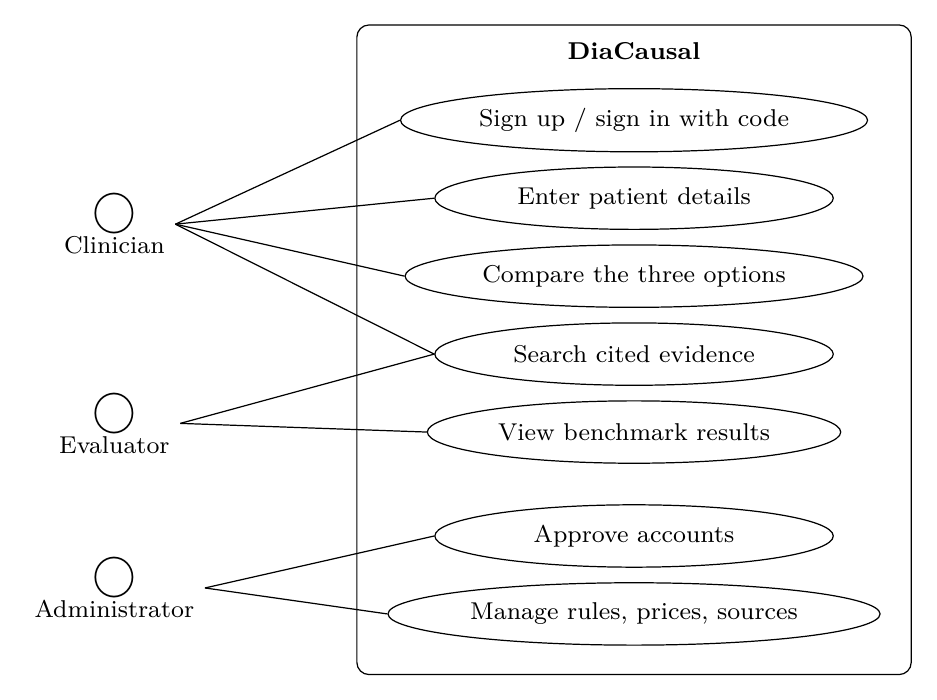 DiaCausal
Sign up / sign in with code
Enter patient details
Clinician
Compare the three options
Search cited evidence
View benchmark results
Evaluator
Approve accounts
Administrator
Manage rules, prices, sources